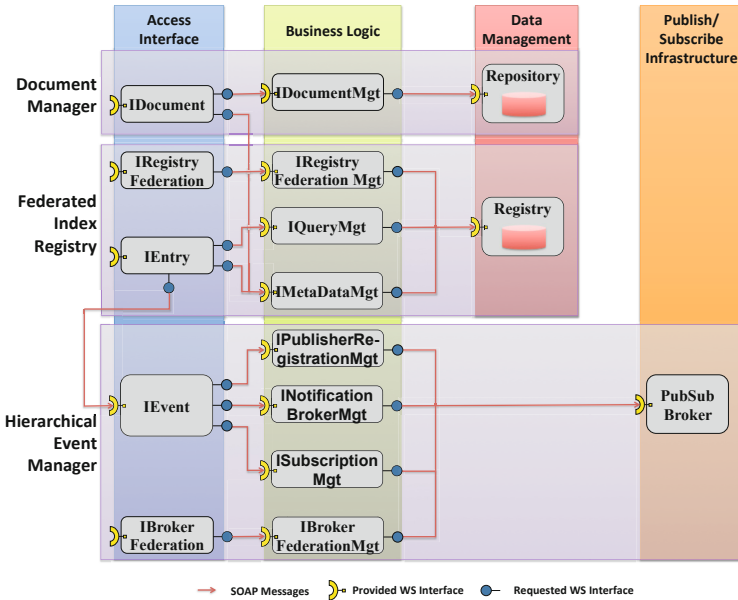 Access
Interface
Business Logic
Data
Management
Publish/
Subscribe
Infrastructure
Document
Manager
IDocument
IDocumentMgt
Repository
Federated
Index
Registry
IRegistry
Federation
IRegistry
Federation Mgt
IQueryMgt
Registry
IEntry
IMetaDataMgt
Hierarchical
Event
Manager
IPublisherRe-
gistrationMgt
IEvent
INotification
BrokerMgt
PubSub
Broker
ISubscription
Mgt
IBroker
Federation
IBroker
FederationMgt
SOAP Messages
Provided WS Interface
Requested WS Interface